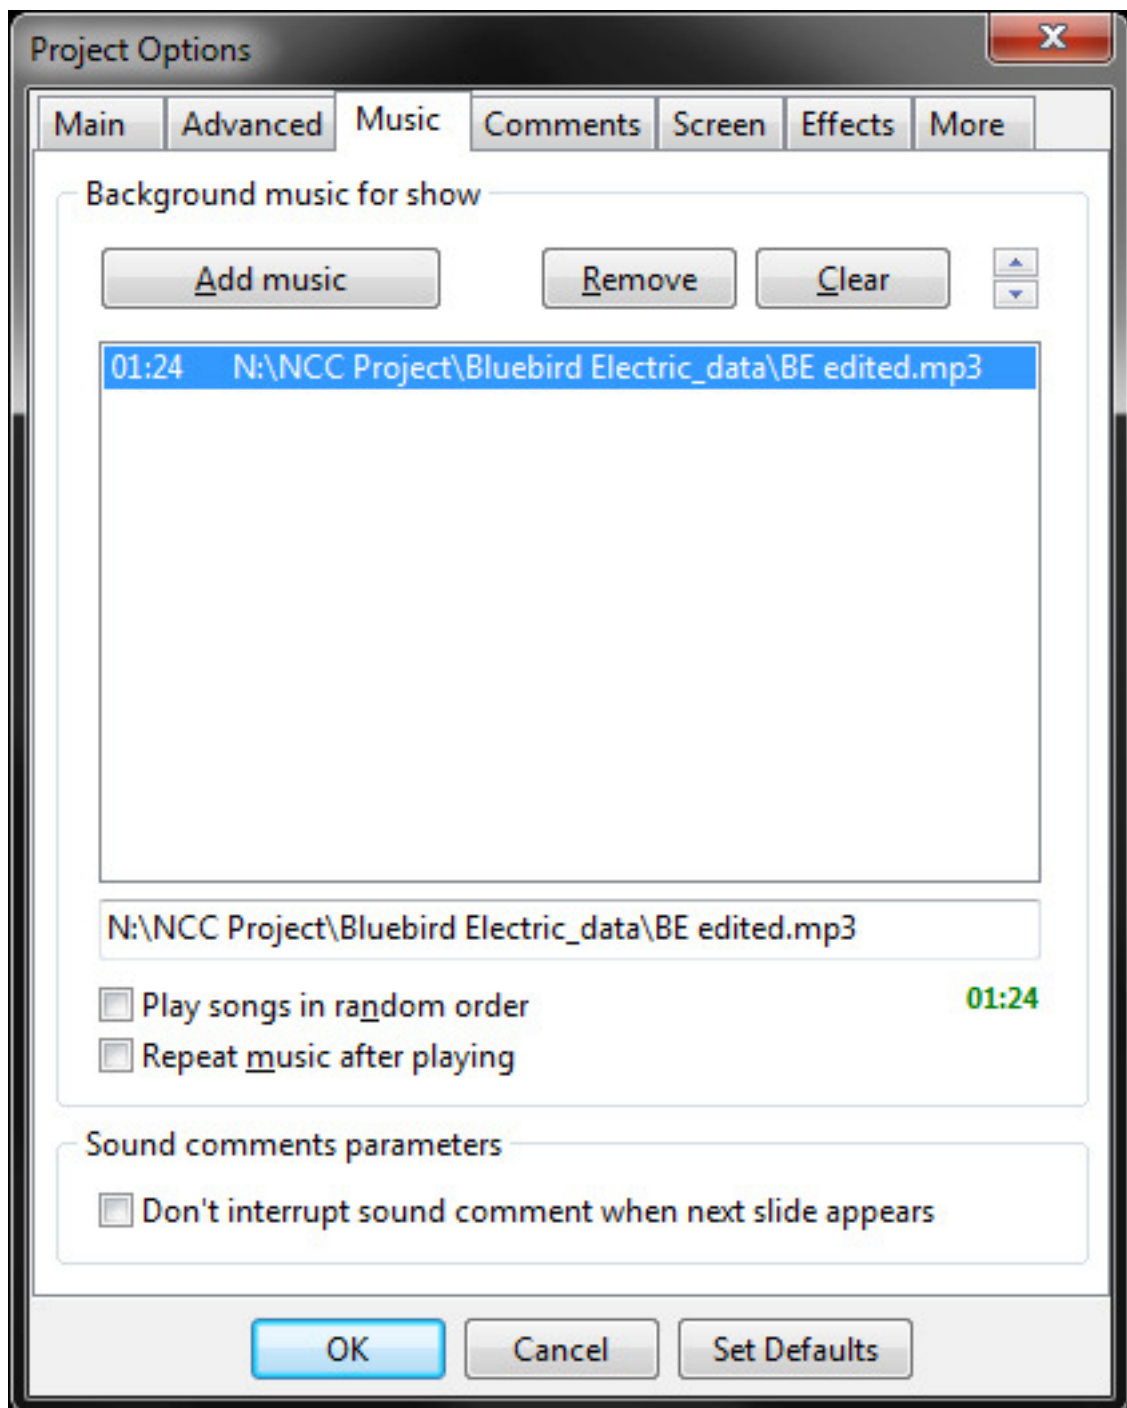 Project Options
Main Advanced Music Comments Screen Effects More
Background music for show
Add music Remove Clear
01:24 N:\NCC Project\Bluebird Electric_data\BE edited.mp3
N:\NCC Project\Bluebird Electric_data\BE edited.mp3
Play songs in random order 01:24
Repeat music after playing
Sound comments parameters
Don't interrupt sound comment when next slide appears
OK Cancel Set Defaults